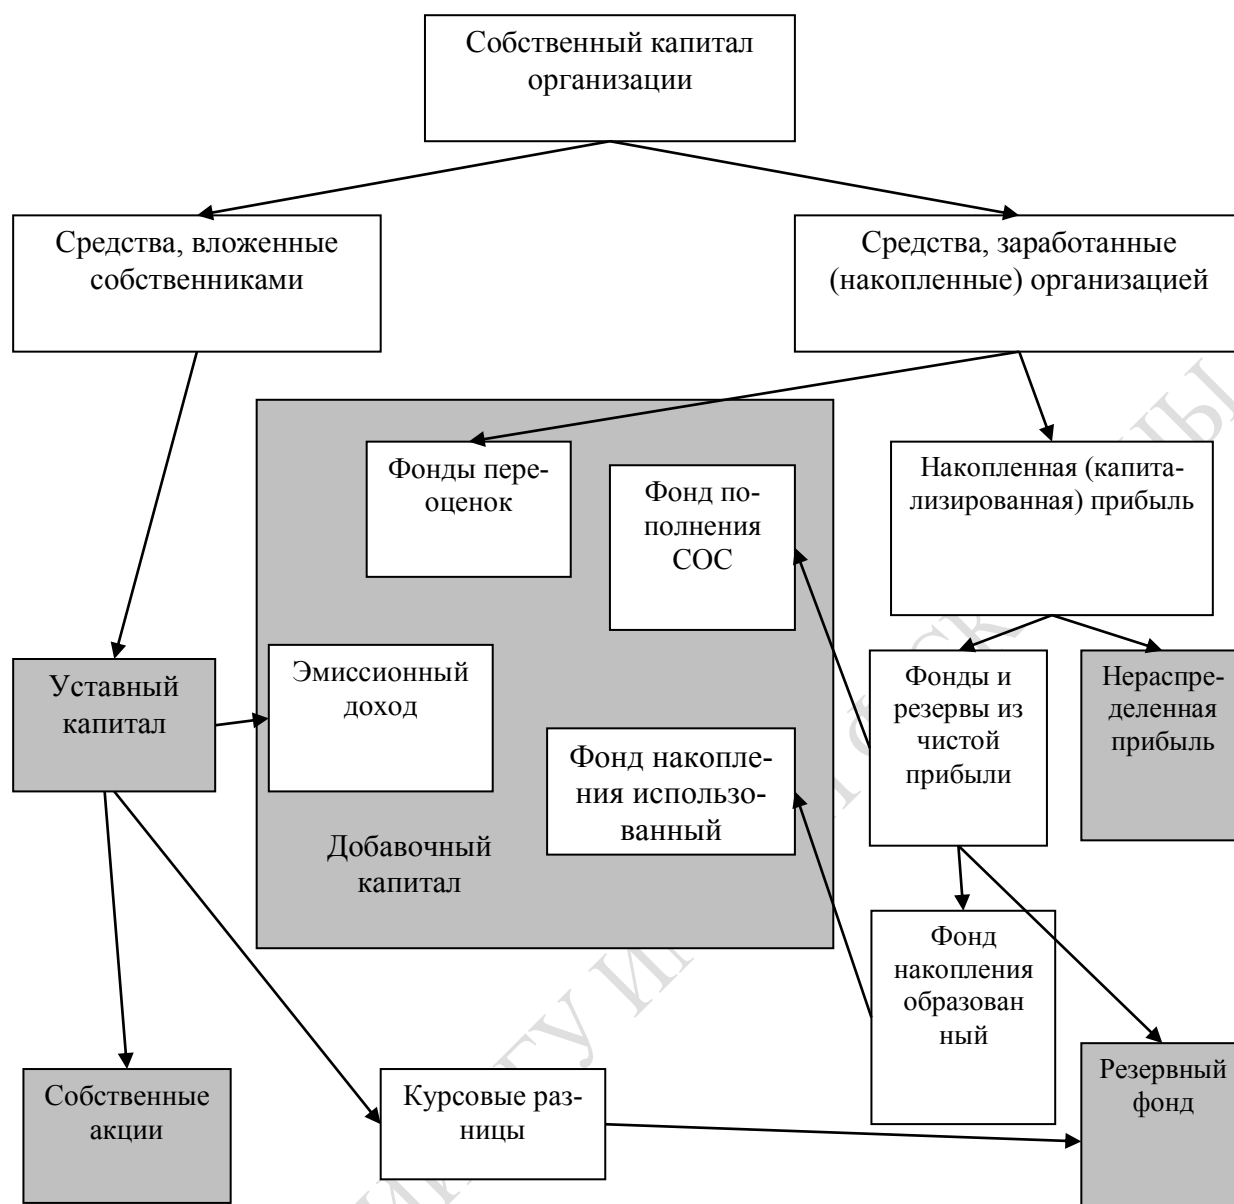 Собственный капитал
организации
Средства, вложенные
собственниками
Средства, заработанные
(накопленные) организацией
Фонды пере-
оценок
Фонд по-
полнения
СОС
Накопленная (капита-
лизированная) прибыль
Уставный
капитал
Эмиссионный
доход
Фонд накопле-
ния использо-
ванный
Добавочный
капитал
Фонды и
резервы из
чистой
прибыли
Нераспре-
деленная
прибыль
Фонд
накопления
образован
ный
Собственные
акции
Курсовые раз-
ницы
Резервный
фонд